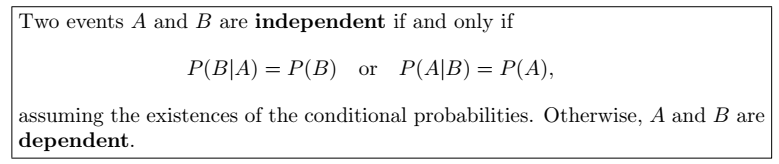 Two events A and B are independent if and only if
P(B|A) = P(B) or P(A|B) = P(A),
assuming the existences of the conditional probabilities. Otherwise, A and B are
dependent.